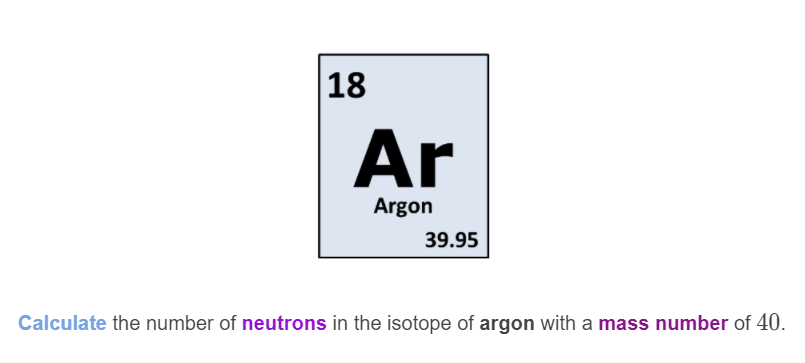 18
Ar
Argon
39.95
Calculate the number of neutrons in the isotope of argon with a mass number of 40.